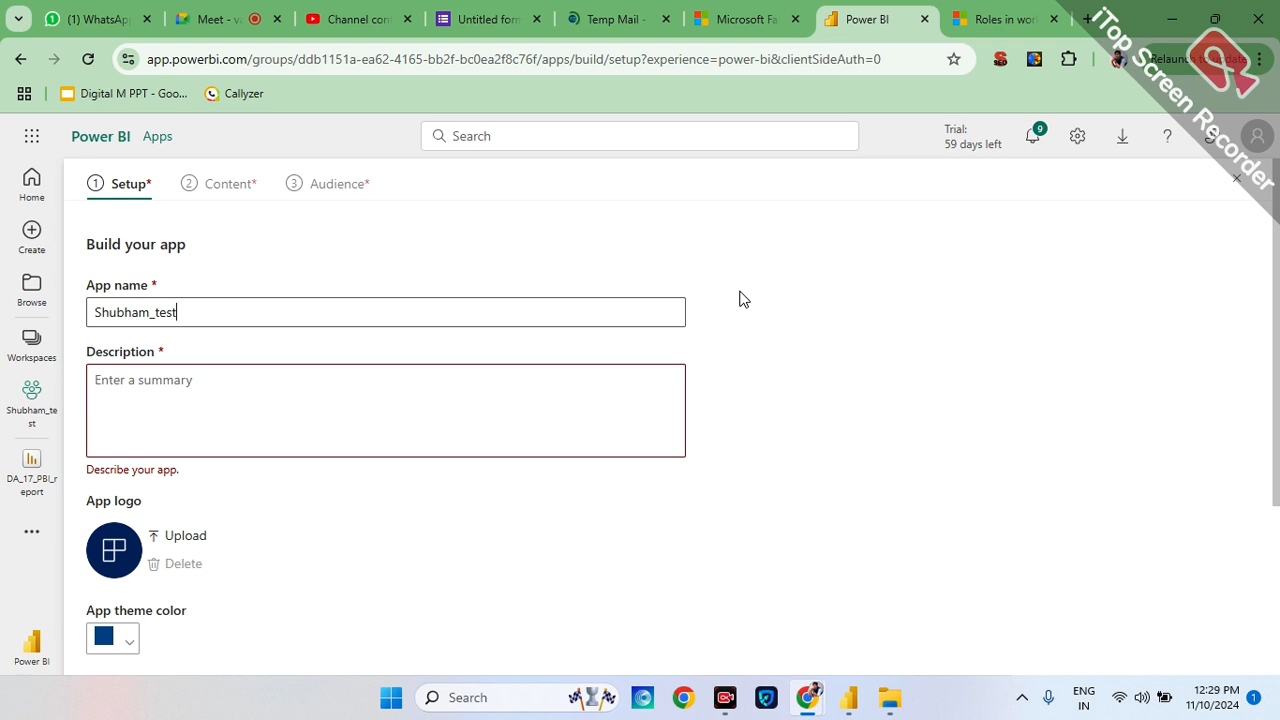 (1) WhatsAp
Meet - va
Channel con
Untitled forn
Temp Mail -
Microsoft Fa
Power BI
Roles in wor
app.powerbi.com/groups/ddb1151a-ea62-4165-bb2f-bc0ea2f8c76f/apps/build/setup?experience=power-bi&clientSideAuth=0
Relaunch to update
Digital M PPT - Goo...
Callyzer
iTop Screen Recorder
Power BI Apps
Search
Trial:
59 days left
9
Home
Create
Browse
Workspaces
Shubham_te
st
DA_17_PBI_r
eport
Power BI
1 Setup*
2 Content*
3 Audience*
Build your app
App name *
Shubham_test
Description *
Enter a summary
Describe your app.
App logo
Upload
Delete
App theme color
Search
ENG
IN
12:29 PM
11/10/2024
1